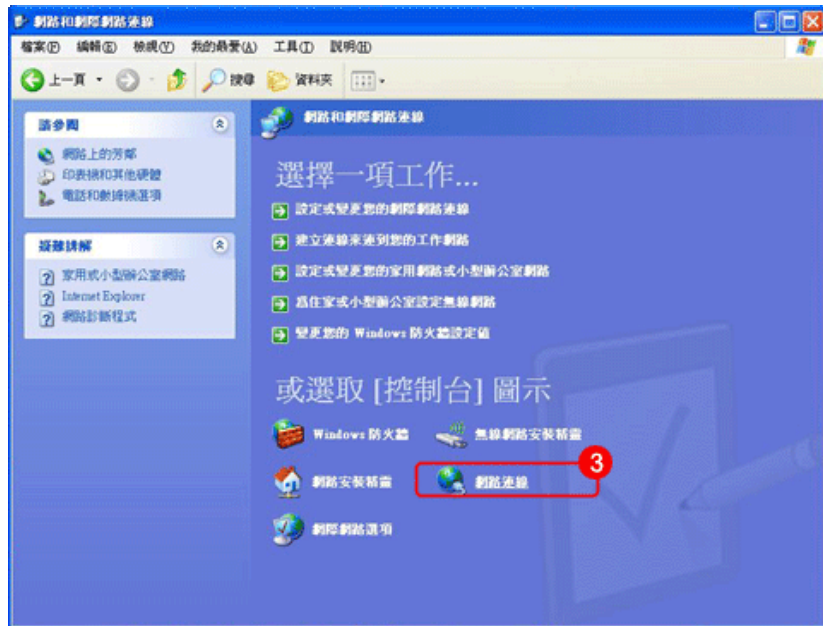 網路和網際網路連線
檔案(F) 編輯(E) 檢視(V) 我的最愛(A) 工具(T) 說明(H)
上一頁 搜尋 資料夾
請參閱
網路上的芳鄰
印表機和其他硬體
電話和數據機選項
疑難排解
家用或小型辦公室網路
Internet Explorer
網路診斷程式
網路和網際網路連線
選擇一項工作...
設定或變更您的網際網路連線
建立連線來連到您的工作網路
設定或變更您的家用網路或小型辦公室網路
為住家或小型辦公室設定無線網路
變更您的 Windows 防火牆設定值
或選取 [控制台] 圖示
Windows 防火牆 無線網路安裝精靈
3
網路安裝精靈 網路連線
網際網路選項